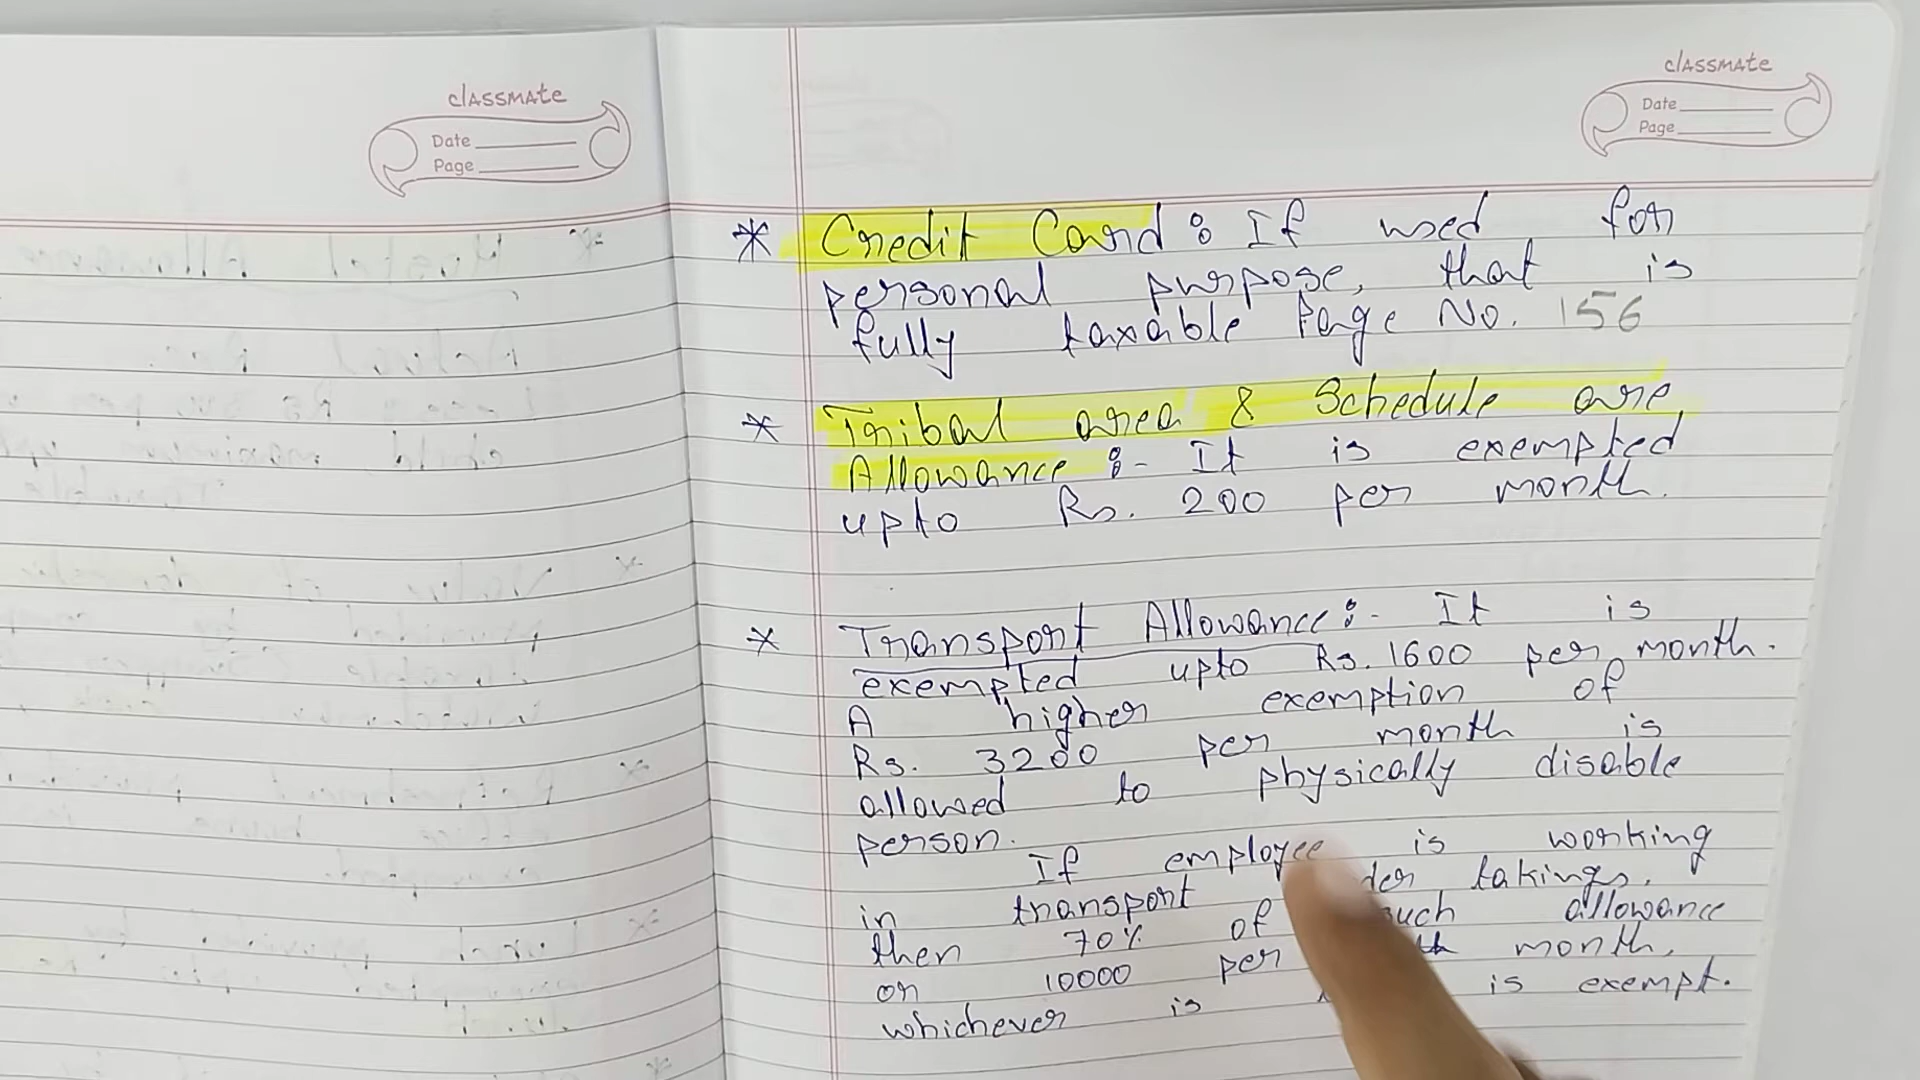 classmate
Date
Page
classmate
Date
Page
* Credit Card : If used for
personal purpose, that is
fully taxable Page No. 156
* Tribal area & Schedule are
Allowance :- It is exempted
upto Rs. 200 per month.
* Transport Allowance :- It is
exempted upto Rs. 1600 per month.
A higher exemption of
Rs. 3200 per month is
allowed to physically disable
person.
If employee is working
in transport der takings,
then 70% of such allowance
or 10000 per month,
whichever is is exempt.